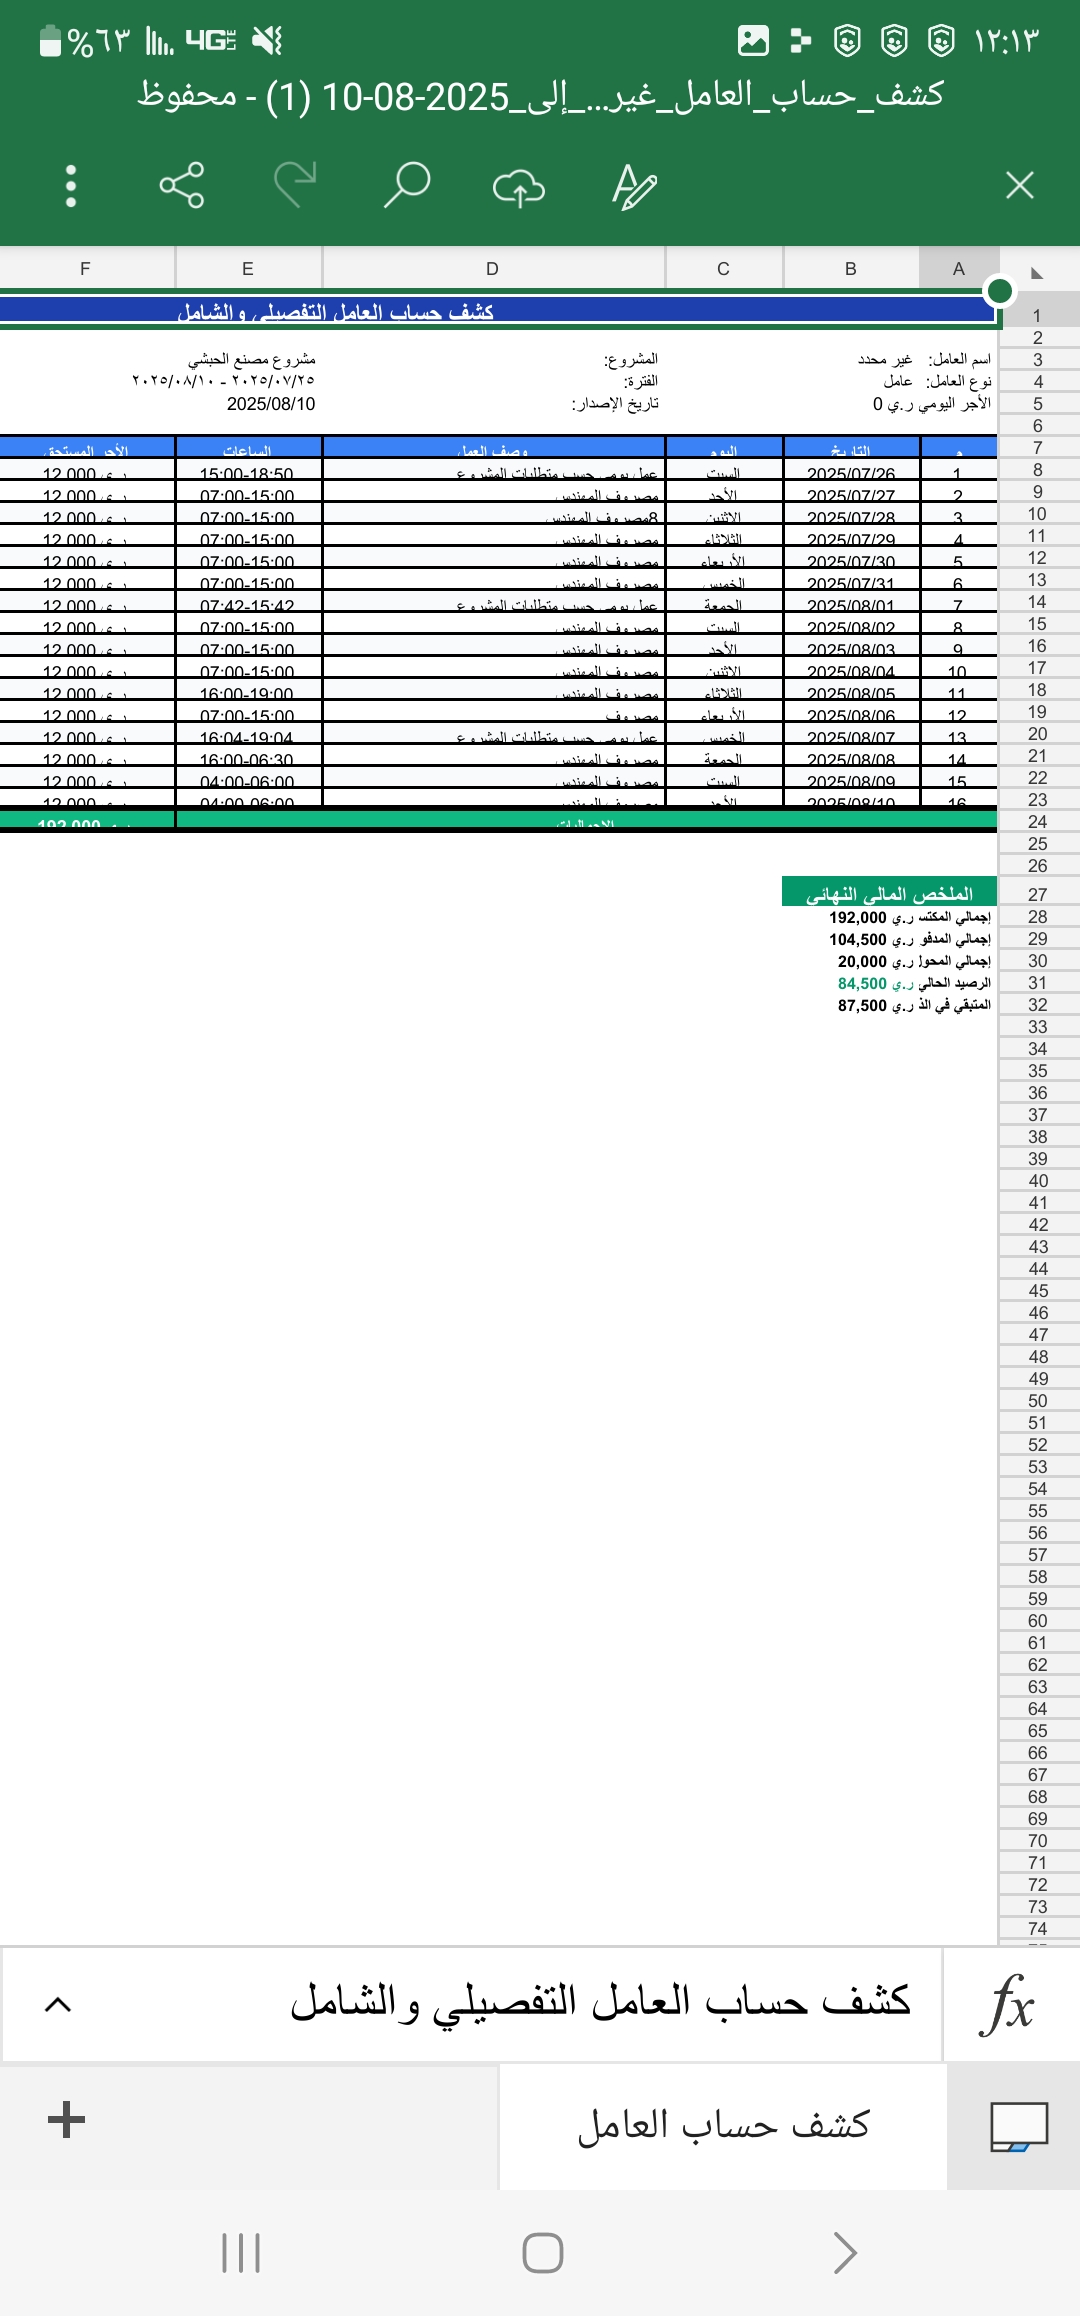 ١٢:١٣ 4G LTE %٦٣
كشف_حساب_العامل_غير..._إلى_2025-08-10 (1) - محفوظ
A B C D E F
1 كشف حساب العامل التفصيلي والشامل
2
3 اسم العامل: غير محدد المشروع: مشروع مصنع الحبشي
4 نوع العامل: عامل الفترة: ٢٠٢٥/٠٧/٢٥ - ٢٠٢٥/٠٨/١٠
5 الأجر اليومي 0 ر.ي تاريخ الإصدار: 2025/08/10
6
7 م التاريخ اليوم وصف العمل الساعات الأجر المستحق
8 1 2025/07/26 السبت عمل يومي حسب متطلبات المشروع 15:00-18:50 12,000 ر.ي
9 2 2025/07/27 الأحد مصروف المهندس 07:00-15:00 12,000 ر.ي
10 3 2025/07/28 الاثنين 8مصروف المهندس 07:00-15:00 12,000 ر.ي
11 4 2025/07/29 الثلاثاء مصروف المهندس 07:00-15:00 12,000 ر.ي
12 5 2025/07/30 الأربعاء مصروف المهندس 07:00-15:00 12,000 ر.ي
13 6 2025/07/31 الخميس مصروف المهندس 07:00-15:00 12,000 ر.ي
14 7 2025/08/01 الجمعة عمل يومي حسب متطلبات المشروع 07:42-15:42 12,000 ر.ي
15 8 2025/08/02 السبت مصروف المهندس 07:00-15:00 12,000 ر.ي
16 9 2025/08/03 الأحد مصروف المهندس 07:00-15:00 12,000 ر.ي
17 10 2025/08/04 الاثنين مصروف المهندس 07:00-15:00 12,000 ر.ي
18 11 2025/08/05 الثلاثاء مصروف المهندس 16:00-19:00 12,000 ر.ي
19 12 2025/08/06 الأربعاء مصروف 07:00-15:00 12,000 ر.ي
20 13 2025/08/07 الخميس عمل يومي حسب متطلبات المشروع 16:04-19:04 12,000 ر.ي
21 14 2025/08/08 الجمعة مصروف المهندس 16:00-06:30 12,000 ر.ي
22 15 2025/08/09 السبت مصروف المهندس 04:00-06:00 12,000 ر.ي
23 16 2025/08/10 الأحد مصروف المهندس 04:00-06:00 12,000 ر.ي
24 الإجماليات 192,000 ر.ي
25
26
27 الملخص المالي النهائي
28 إجمالي المكتس 192,000 ر.ي
29 إجمالي المدفو 104,500 ر.ي
30 إجمالي المحول 20,000 ر.ي
31 الرصيد الحالي 84,500 ر.ي
32 المتبقي في الذ 87,500 ر.ي
33
34
35
36
37
38
39
40
41
42
43
44
45
46
47
48
49
50
51
52
53
54
55
56
57
58
59
60
61
62
63
64
65
66
67
68
69
70
71
72
73
74
fx كشف حساب العامل التفصيلي والشامل
كشف حساب العامل